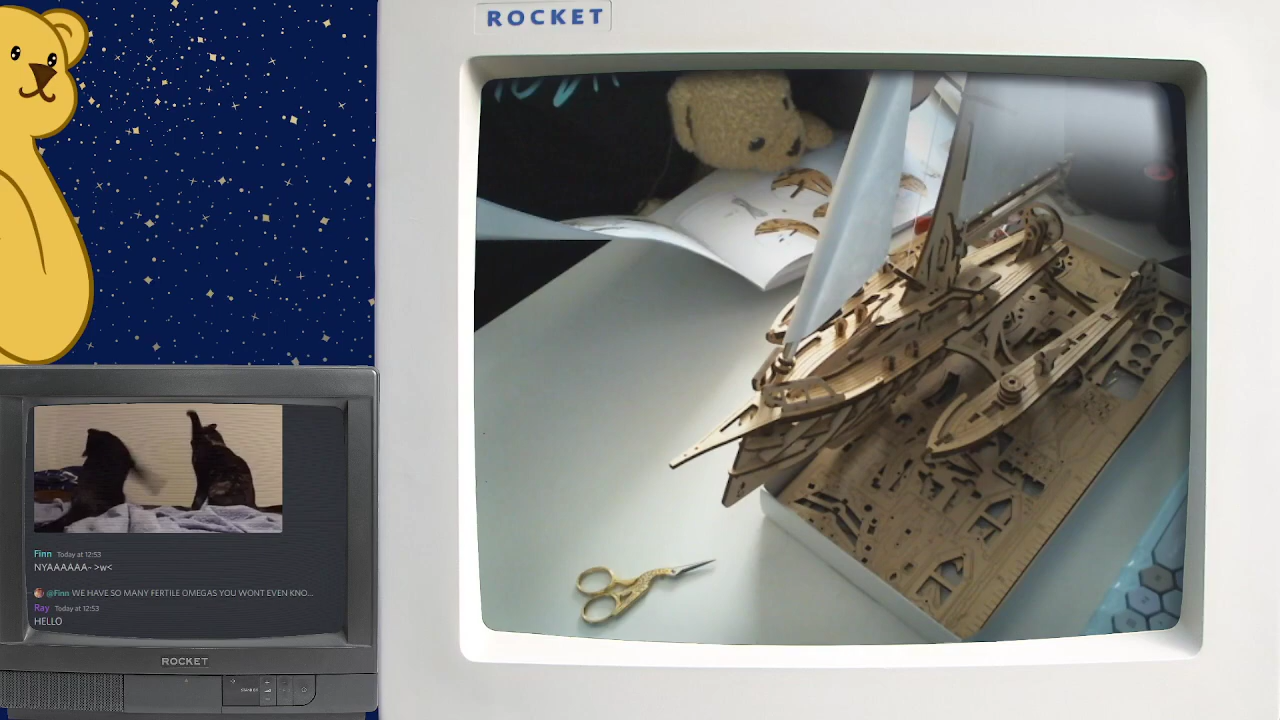 ROCKET
Finn Today at 12:53
NYAAAAAA~ >w<
@Finn WE HAVE SO MANY FERTILE OMEGAS YOU WONT EVEN KNO...
Ray Today at 12:53
HELLO
ROCKET